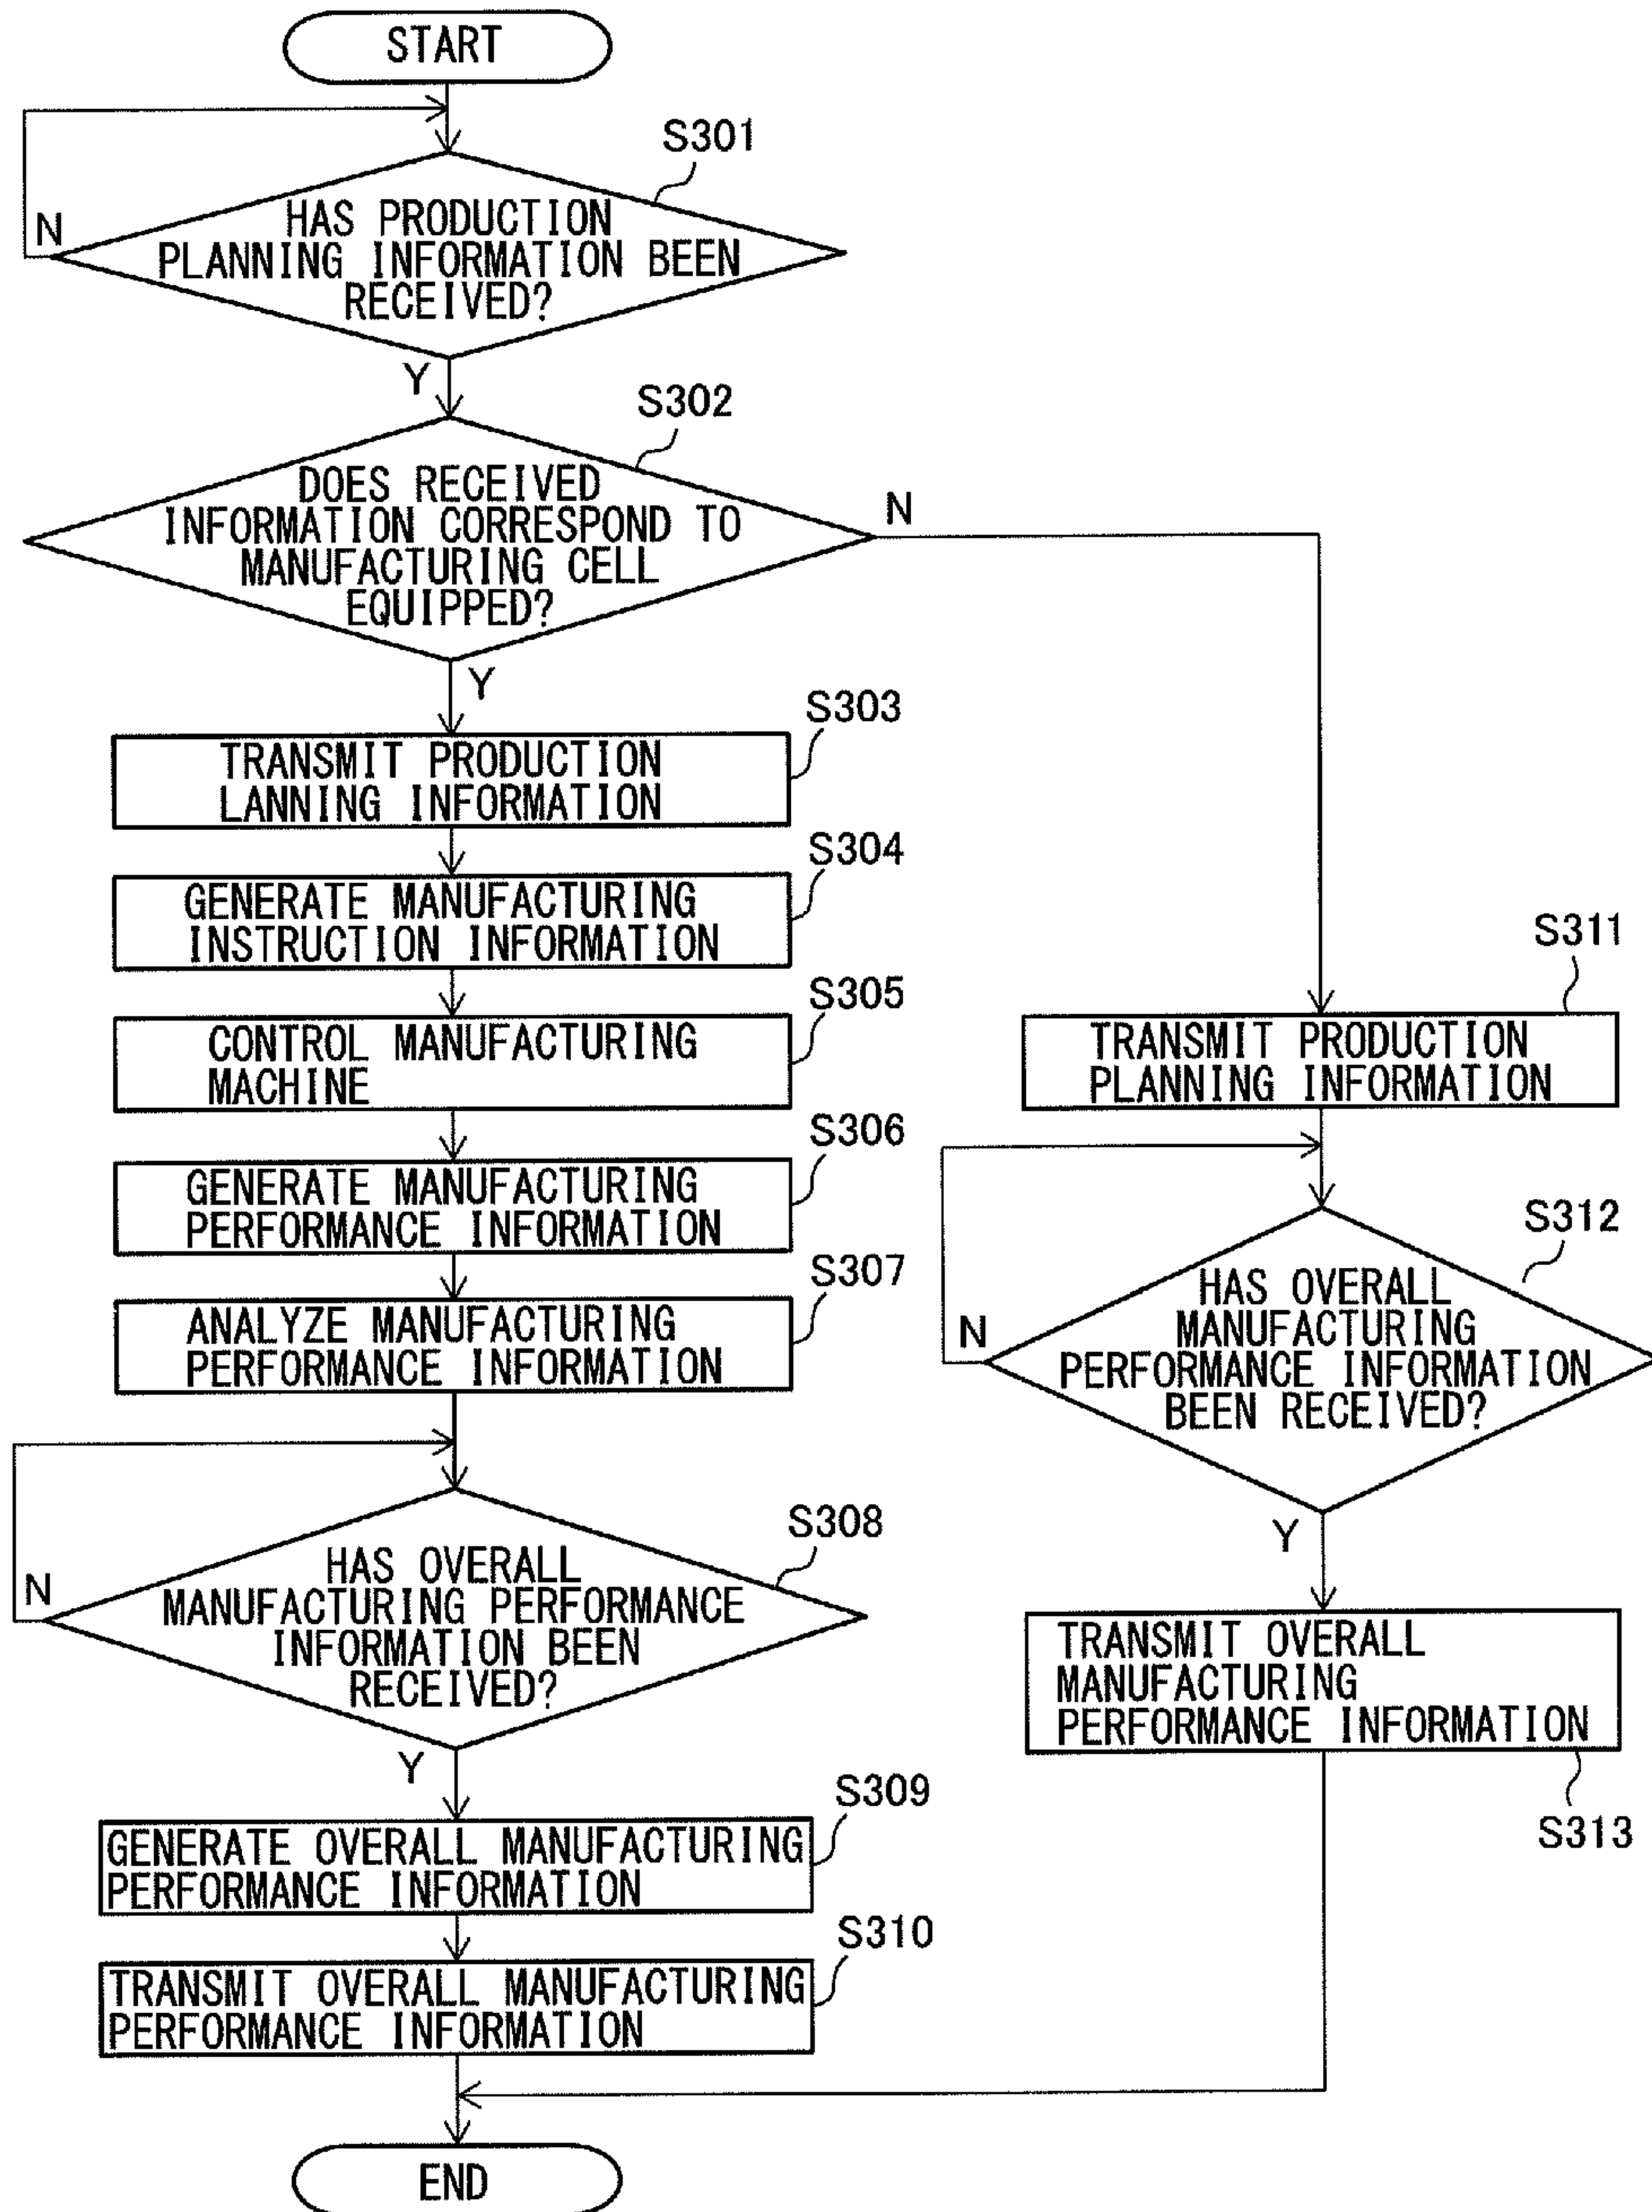 START
S301
HAS PRODUCTION
PLANNING INFORMATION BEEN
RECEIVED?
N
Y
S302
DOES RECEIVED
INFORMATION CORRESPOND TO
MANUFACTURING CELL
EQUIPPED?
N
Y
S303
TRANSMIT PRODUCTION
LANNING INFORMATION
S304
GENERATE MANUFACTURING
INSTRUCTION INFORMATION
S305
CONTROL MANUFACTURING
MACHINE
S306
GENERATE MANUFACTURING
PERFORMANCE INFORMATION
S307
ANALYZE MANUFACTURING
PERFORMANCE INFORMATION
S308
HAS OVERALL
MANUFACTURING PERFORMANCE
INFORMATION BEEN
RECEIVED?
N
Y
S309
GENERATE OVERALL MANUFACTURING
PERFORMANCE INFORMATION
S310
TRANSMIT OVERALL MANUFACTURING
PERFORMANCE INFORMATION
S311
TRANSMIT PRODUCTION
PLANNING INFORMATION
S312
HAS OVERALL
MANUFACTURING
PERFORMANCE INFORMATION
BEEN RECEIVED?
N
Y
TRANSMIT OVERALL
MANUFACTURING
PERFORMANCE INFORMATION
S313
END